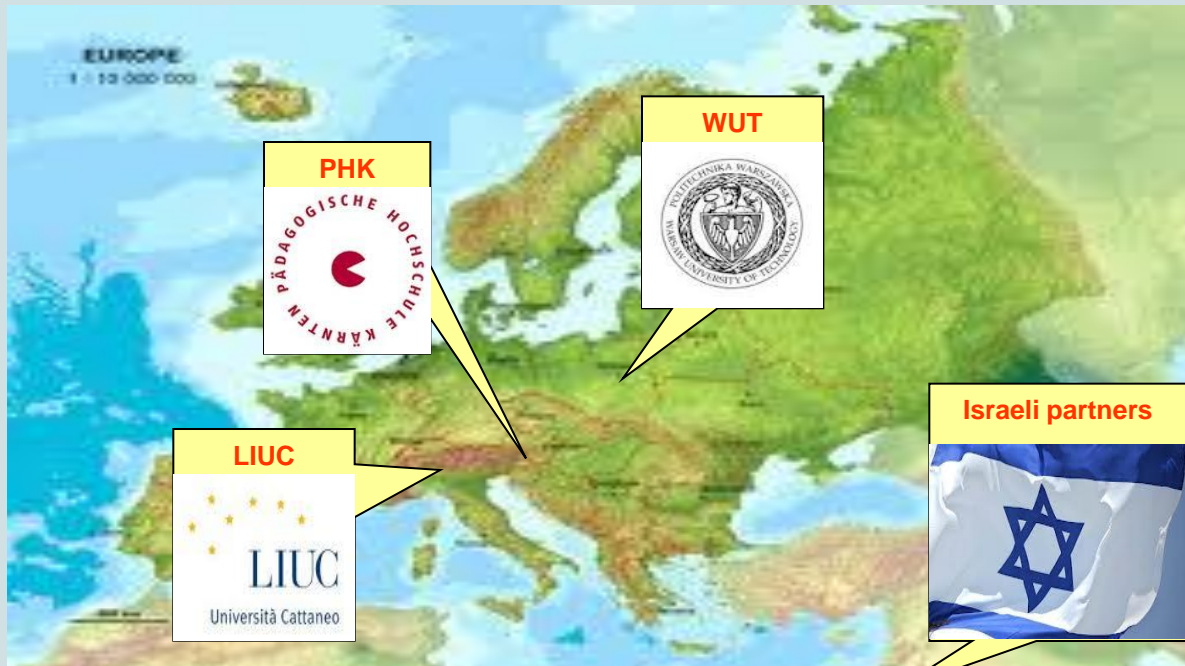 EUROPE
1 : 10 000 000
WUT
POLITECHNIKA WARSZAWSKA
WARSAW UNIVERSITY OF TECHNOLOGY
PHK
PÄDAGOGISCHE HOCHSCHULE KÄRNTEN
Israeli partners
LIUC
LIUC
Università Cattaneo